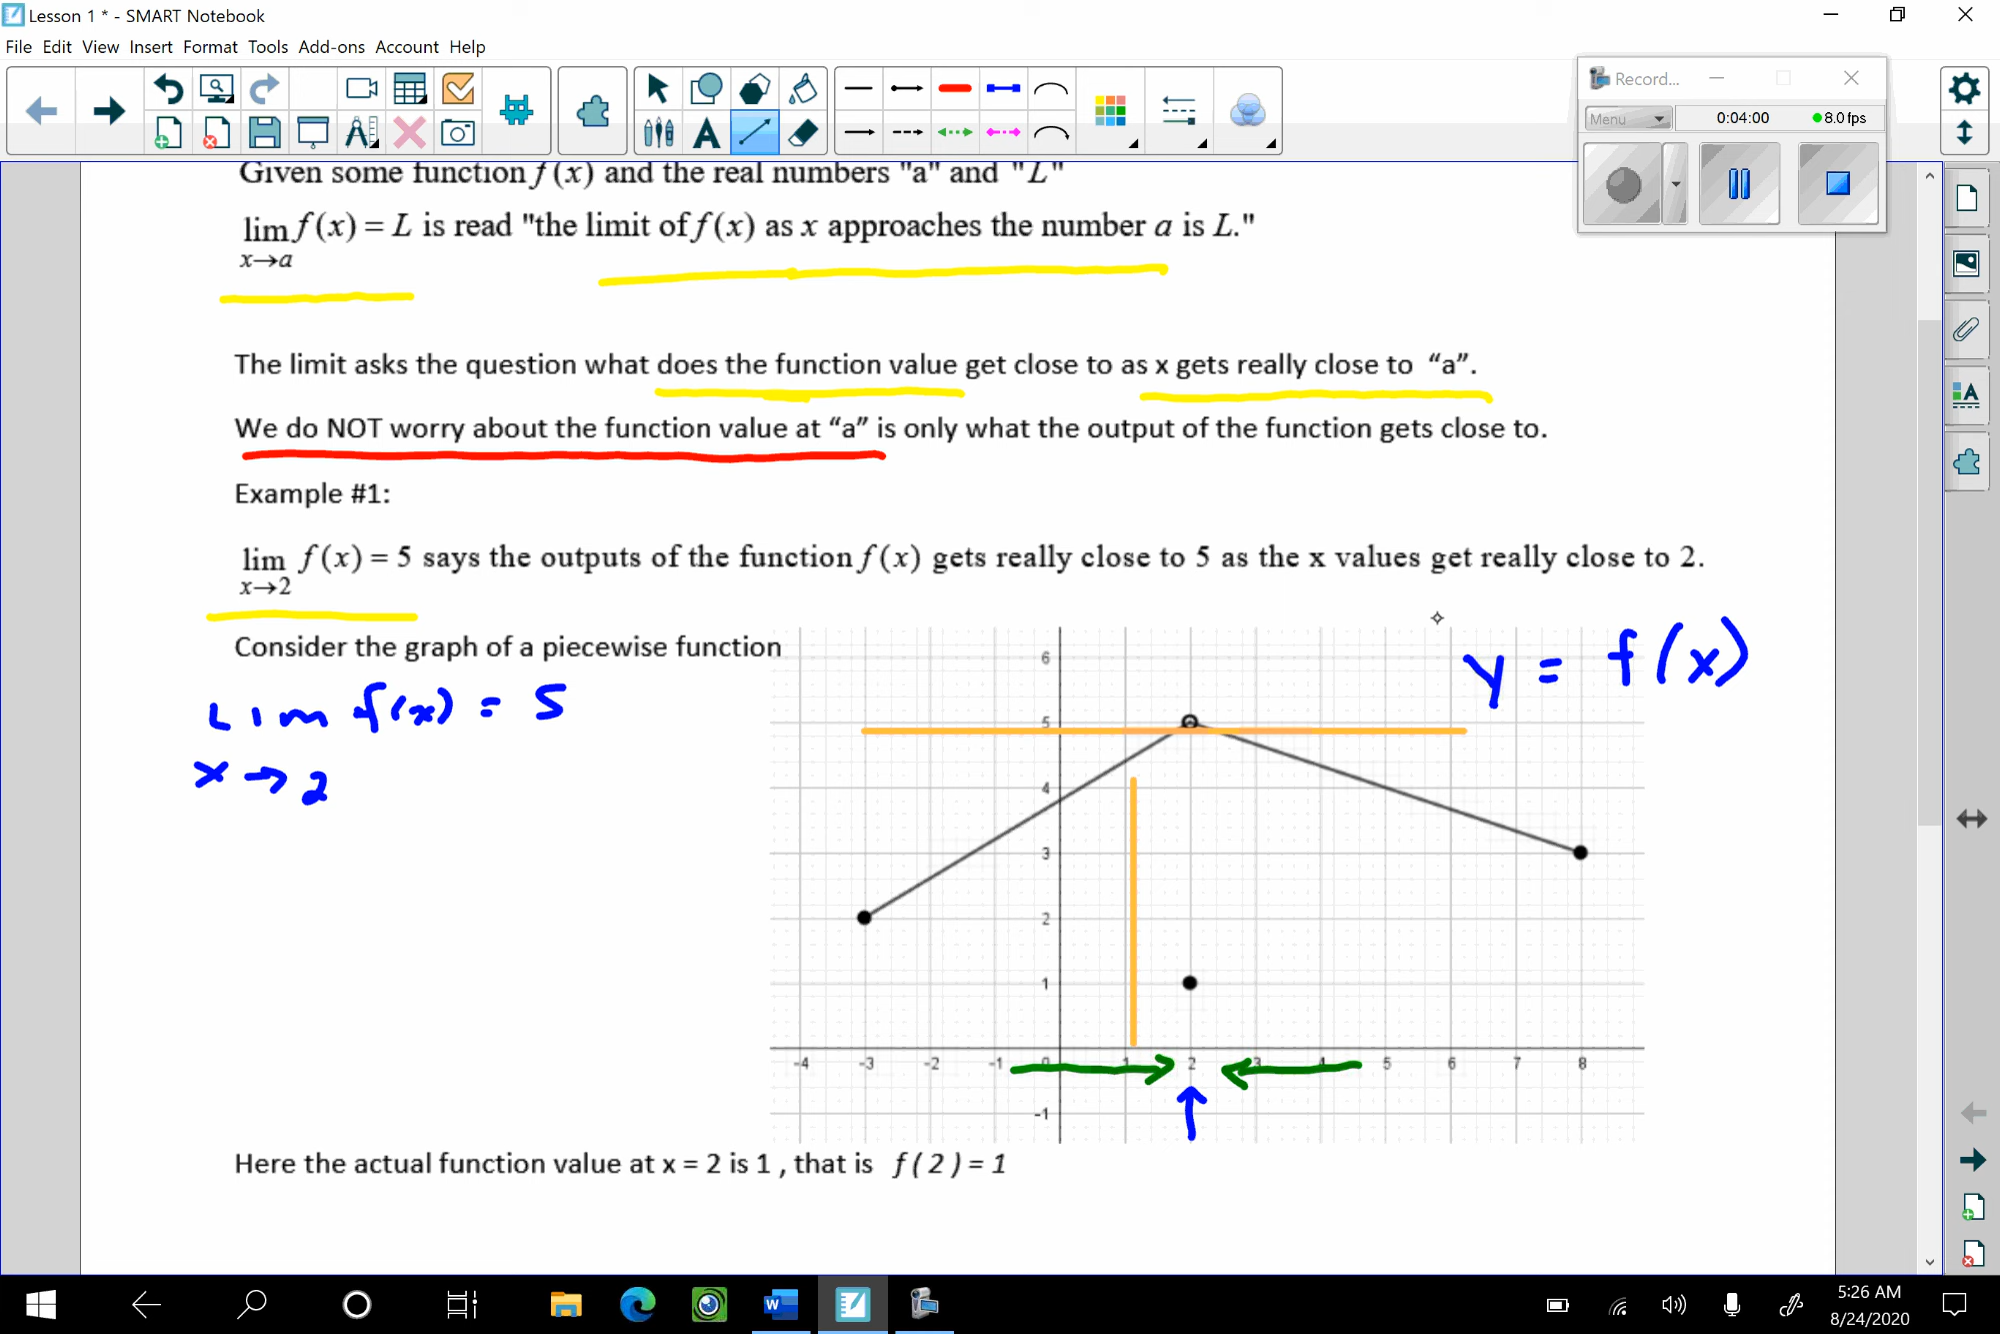 Lesson 1 * - SMART Notebook
File Edit View Insert Format Tools Add-ons Account Help
Record...
Menu 0:04:00 8.0 fps
Given some function f (x) and the real numbers "a" and "L"
lim f (x) = L is read "the limit of f (x) as x approaches the number a is L."
x→a
The limit asks the question what does the function value get close to as x gets really close to “a”.
We do NOT worry about the function value at “a” is only what the output of the function gets close to.
Example #1:
lim f (x) = 5 says the outputs of the function f (x) gets really close to 5 as the x values get really close to 2.
x→2
Consider the graph of a piecewise function
y = f(x)
Lim f(x) = 5
x → 2
6
5
4
3
2
1
-4 -3 -2 -1 0 1 2 3 4 5 6 7 8
-1
Here the actual function value at x = 2 is 1 , that is f ( 2 ) = 1
5:26 AM
8/24/2020